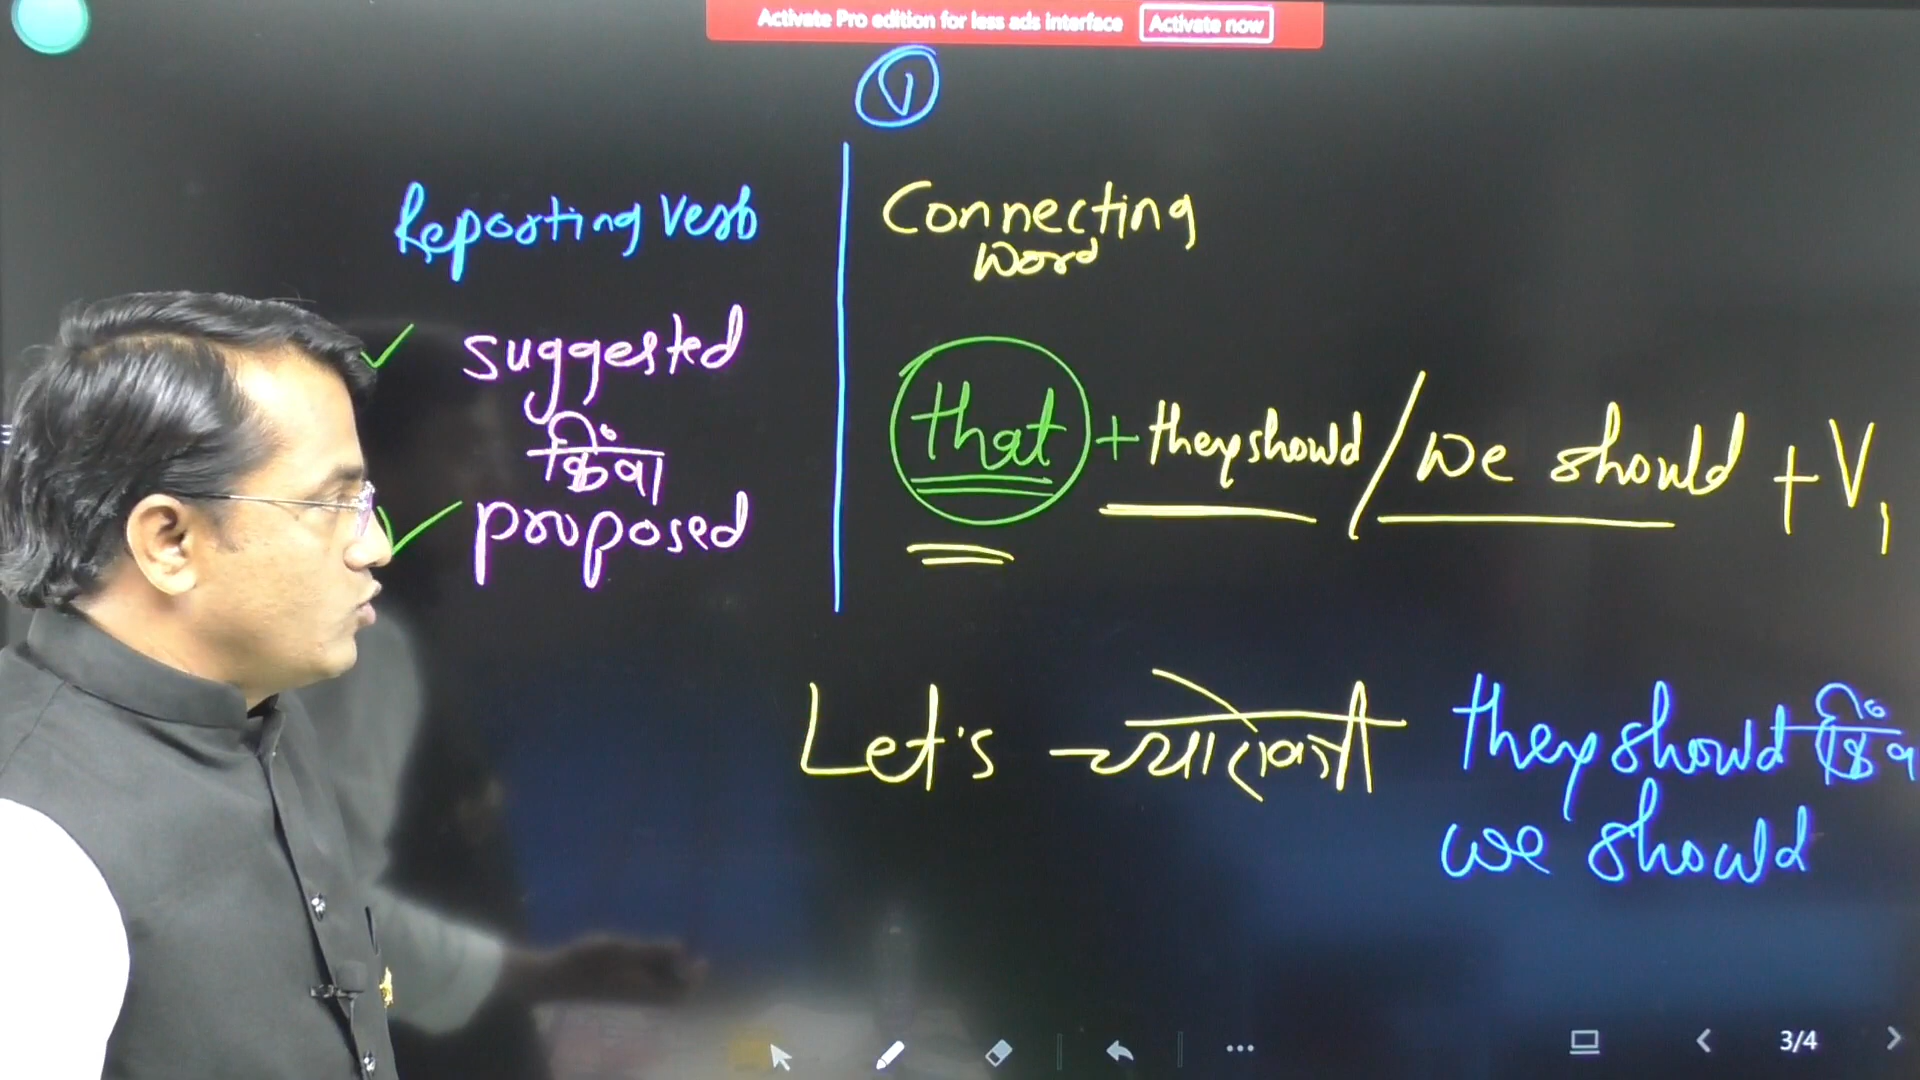 Activate Pro edition for less ads interface Activate now
1
Reporting Verb
Connecting
Word
suggested
किंवा
proposed
that + they should / we should + V1
Let's च्या ऐवजी they should किंवा
we should
3/4